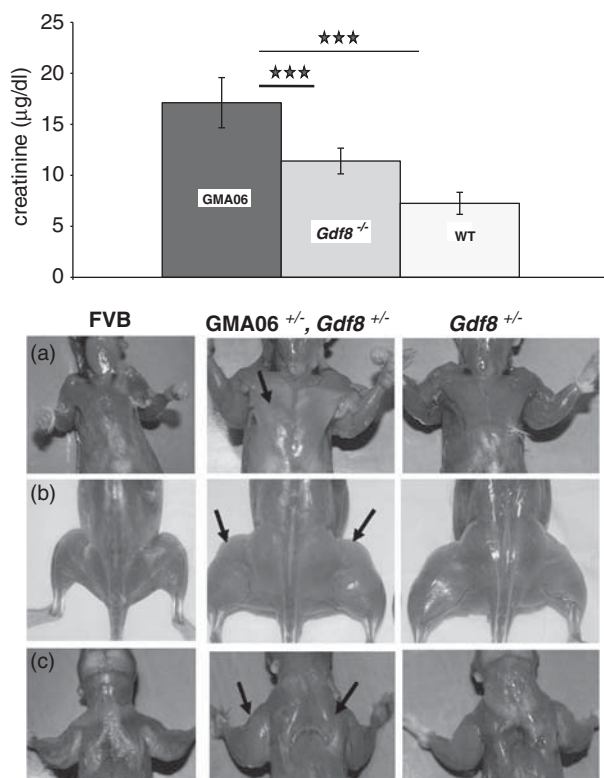 25
20
15
10
5
0
creatinine (μg/dl)
GMA06
Gdf8 -/-
WT
FVB
GMA06 +/-, Gdf8 +/-
Gdf8 +/-
(a)
(b)
(c)